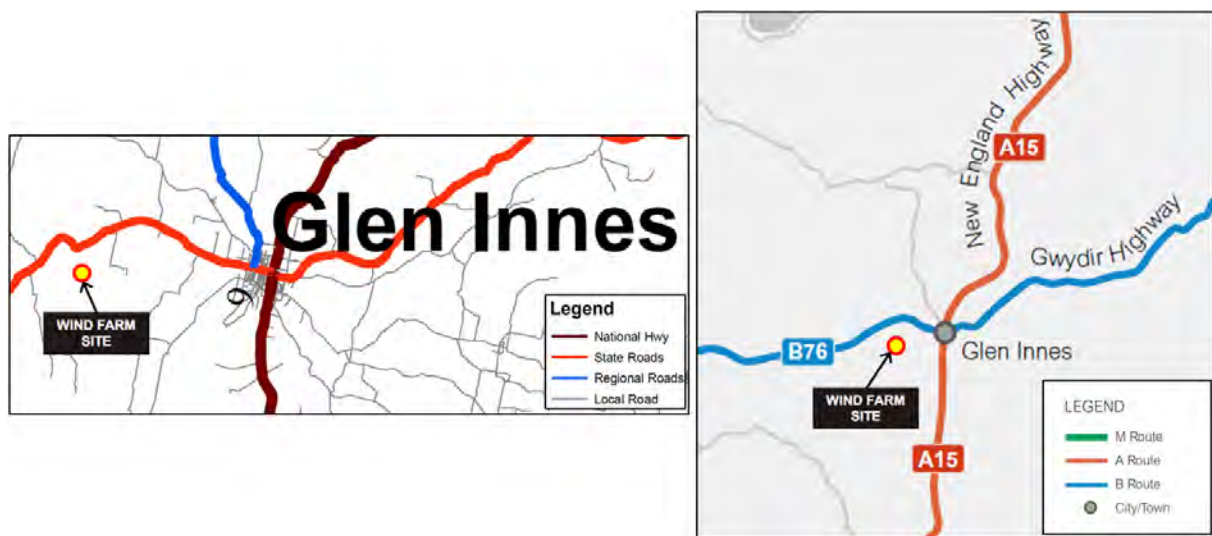 Glen Innes
9
WIND FARM
SITE
Legend
National Hwy
State Roads
Regional Roads
Local Road
New England Highway
A15
Gwydir Highway
B76
Glen Innes
WIND FARM
SITE
A15
LEGEND
M Route
A Route
B Route
City/Town